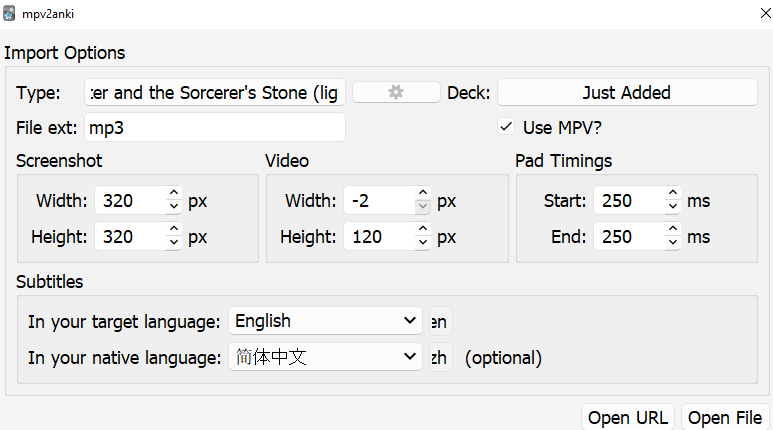 mpv2anki
Import Options
Type: :er and the Sorcerer's Stone (lig Deck: Just Added
File ext: mp3 Use MPV?
Screenshot Video Pad Timings
Width: 320 px Width: -2 px Start: 250 ms
Height: 320 px Height: 120 px End: 250 ms
Subtitles
In your target language: English en
In your native language: 简体中文 zh (optional)
Open URL Open File